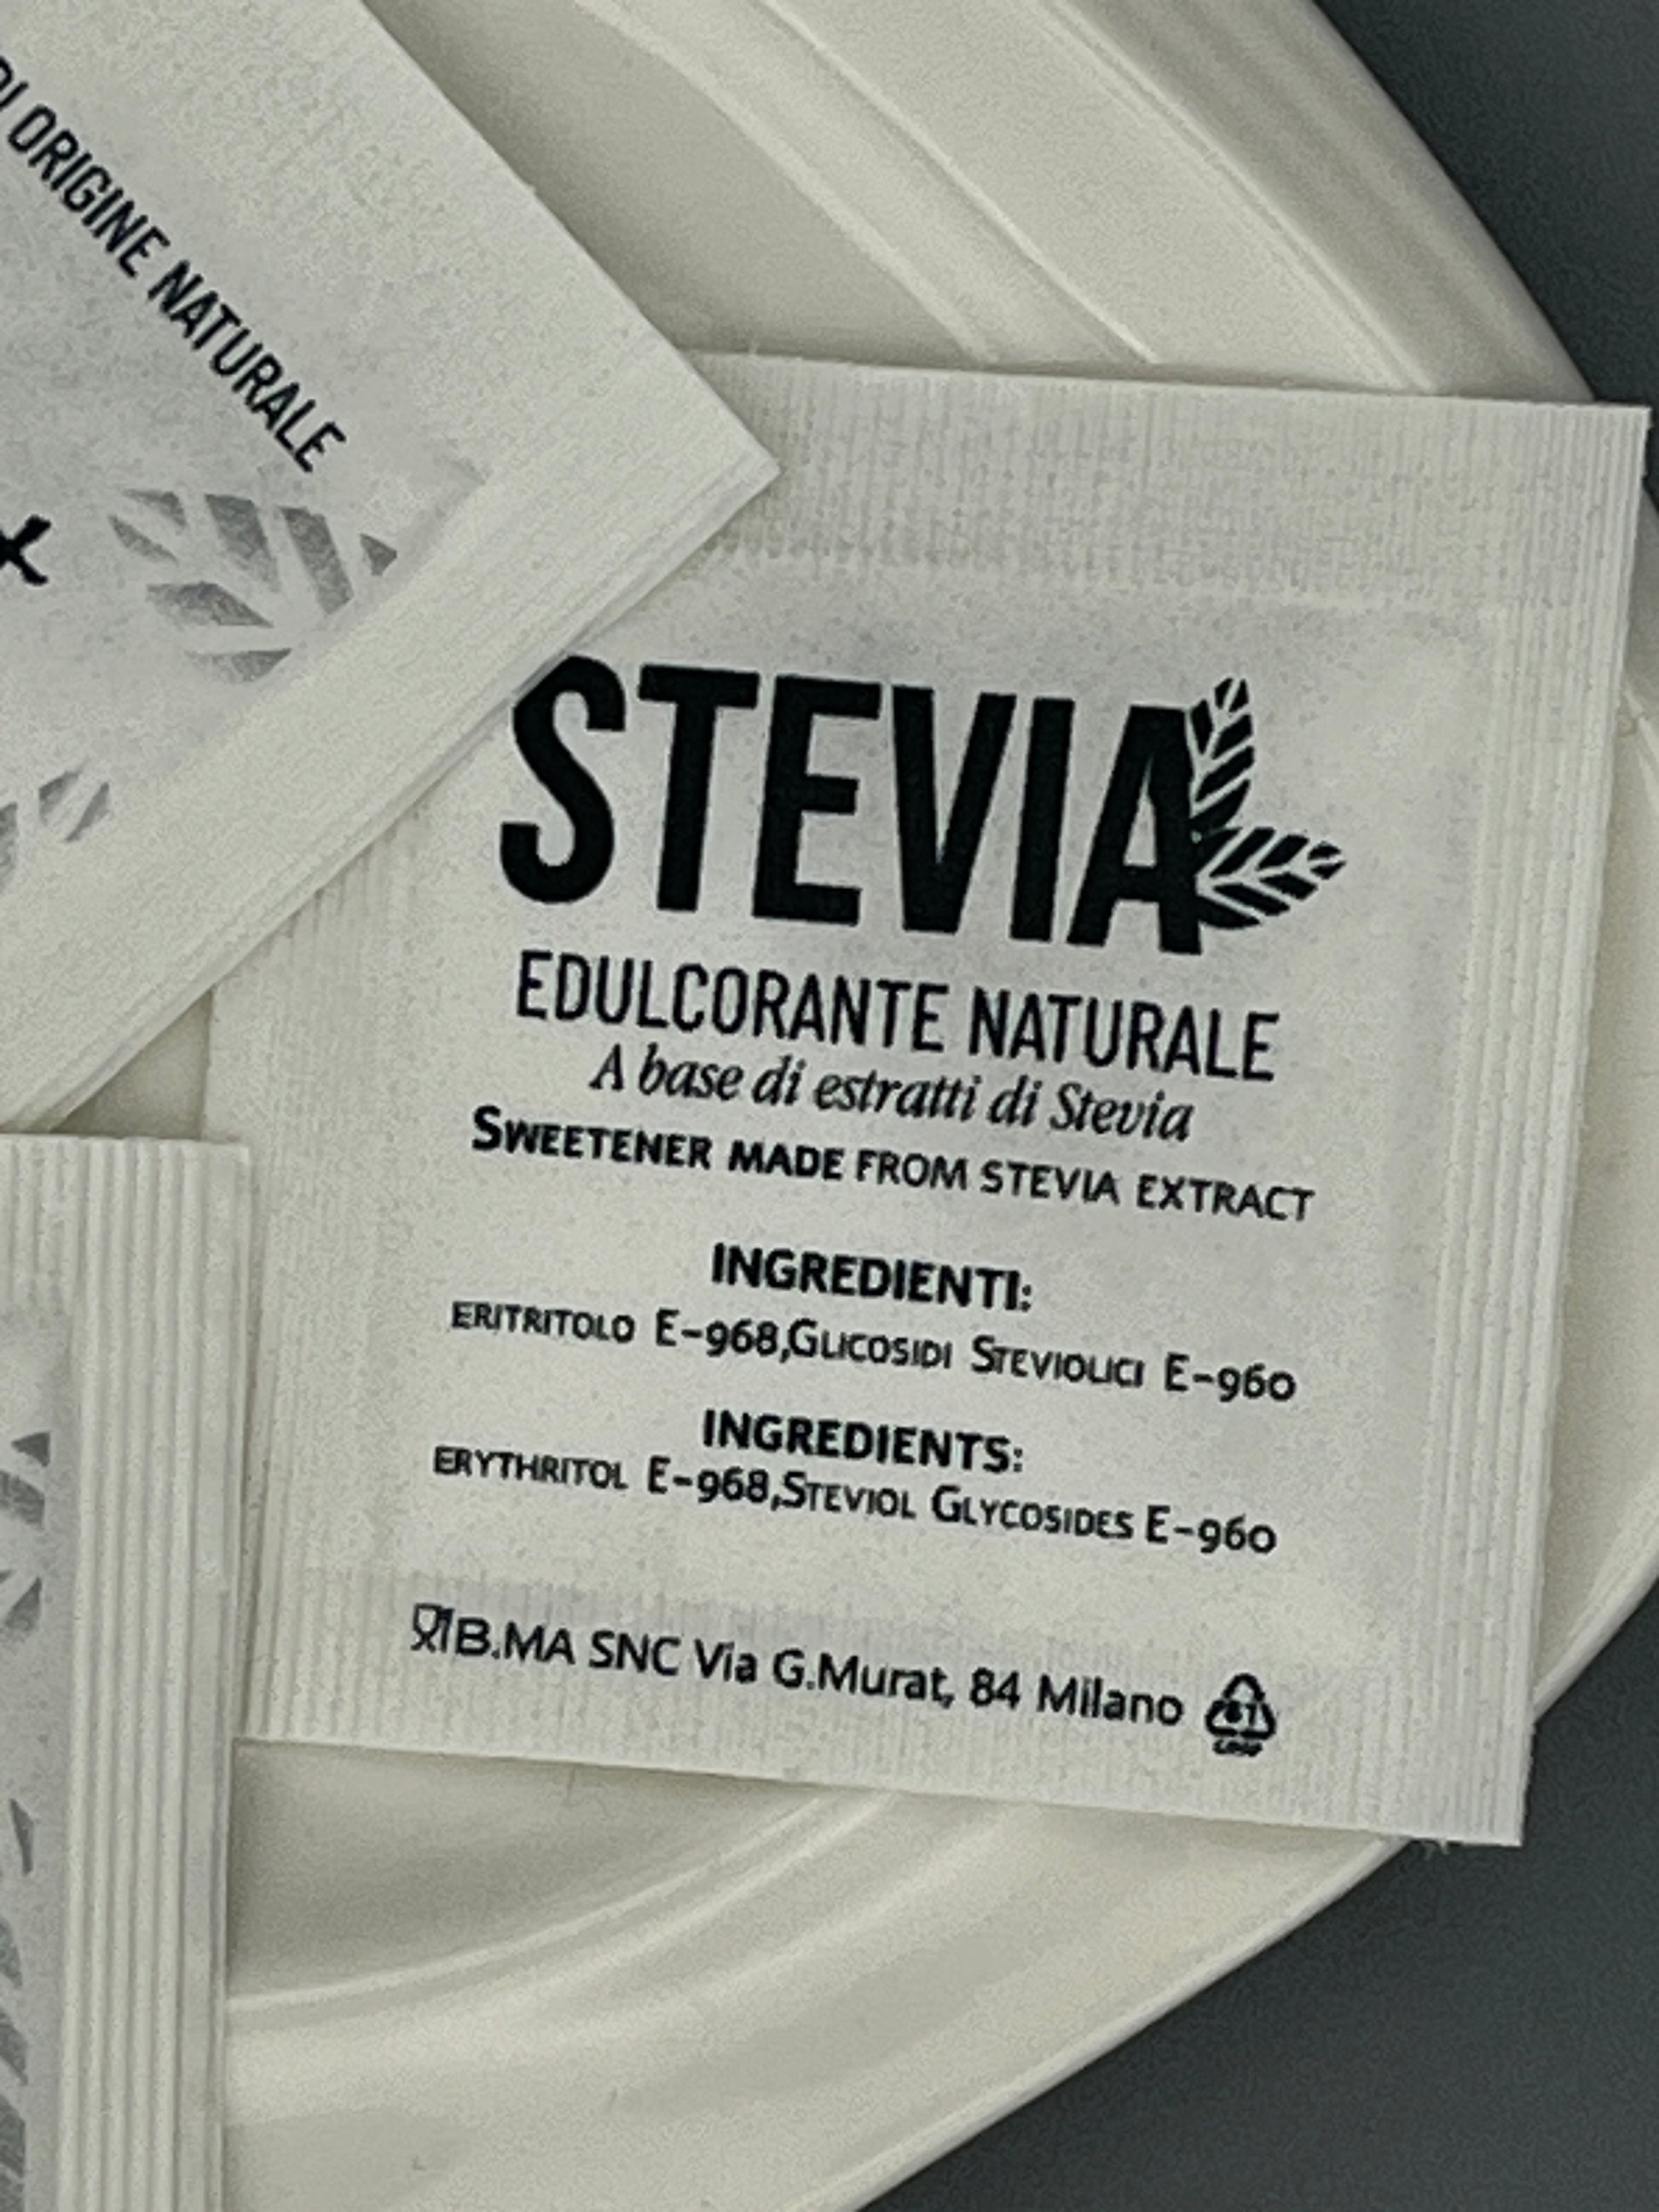 ORIGINE NATURALE
STEVIA
EDULCORANTE NATURALE
A base di estratti di Stevia
SWEETENER MADE FROM STEVIA EXTRACT
INGREDIENTI:
ERITRITOLO E-968,GLICOSIDI STEVIOLICI E-960
INGREDIENTS:
ERYTHRITOL E-968,STEVIOL GLYCOSIDES E-960
B.MA SNC Via G.Murat, 84 Milano